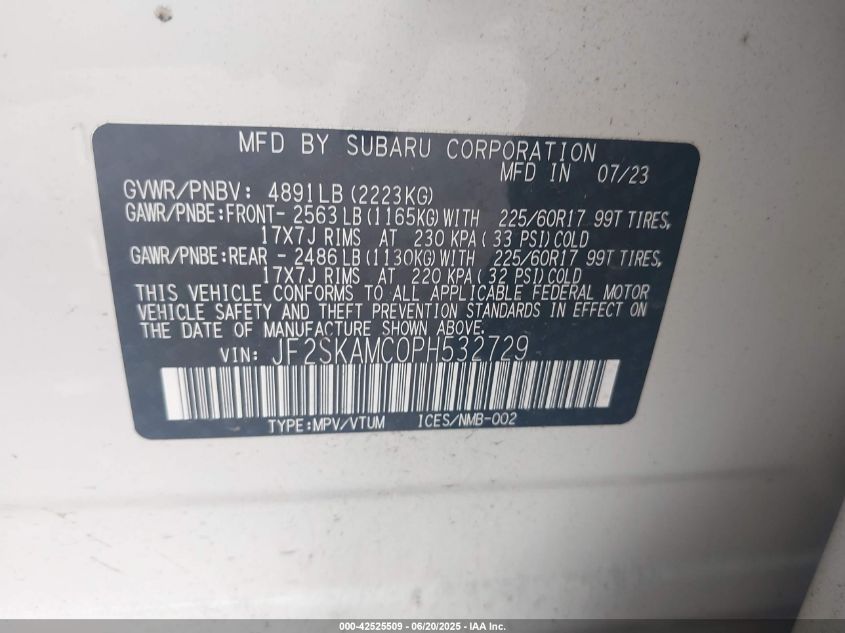 MFD BY SUBARU CORPORATION
MFD IN 07/23
GVWR/PNBV: 4891LB (2223KG)
GAWR/PNBE:FRONT- 2563 LB (1165KG) WITH 225/60R17 99T TIRES,
17X7J RIMS AT 230 KPA ( 33 PSI) COLD
GAWR/PNBE:REAR - 2486 LB (1130KG) WITH 225/60R17 99T TIRES,
17X7J RIMS AT 220 KPA ( 32 PSI) COLD
THIS VEHICLE CONFORMS TO ALL APPLICABLE FEDERAL MOTOR
VEHICLE SAFETY AND THEFT PREVENTION STANDARDS IN EFFECT ON
THE DATE OF MANUFACTURE SHOWN ABOVE.
VIN: JF2SKAMC0PH532729
TYPE:MPV/VTUM ICES/NMB-002
000-42525509 - 06/20/2025 - IAA Inc.